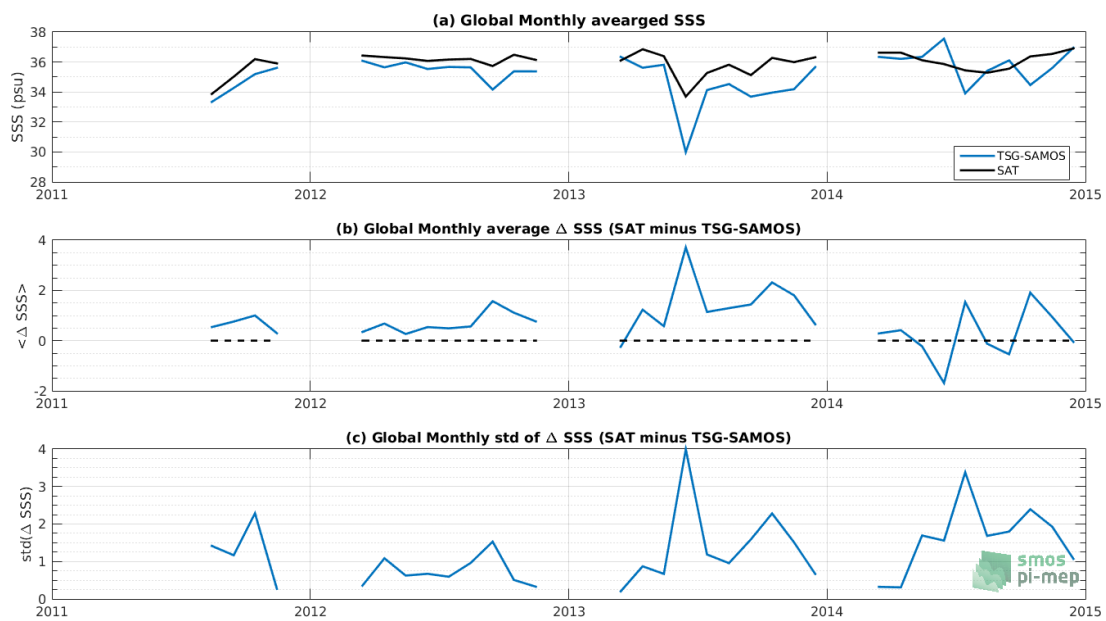 (a) Global Monthly avearged SSS
SSS (psu)
38
36
34
32
30
28
TSG-SAMOS
SAT
2011 2012 2013 2014 2015
(b) Global Monthly average Δ SSS (SAT minus TSG-SAMOS)
<Δ SSS>
4
2
0
-2
2011 2012 2013 2014 2015
(c) Global Monthly std of Δ SSS (SAT minus TSG-SAMOS)
std(Δ SSS)
4
3
2
1
0
smos
pi-mep
2011 2012 2013 2014 2015